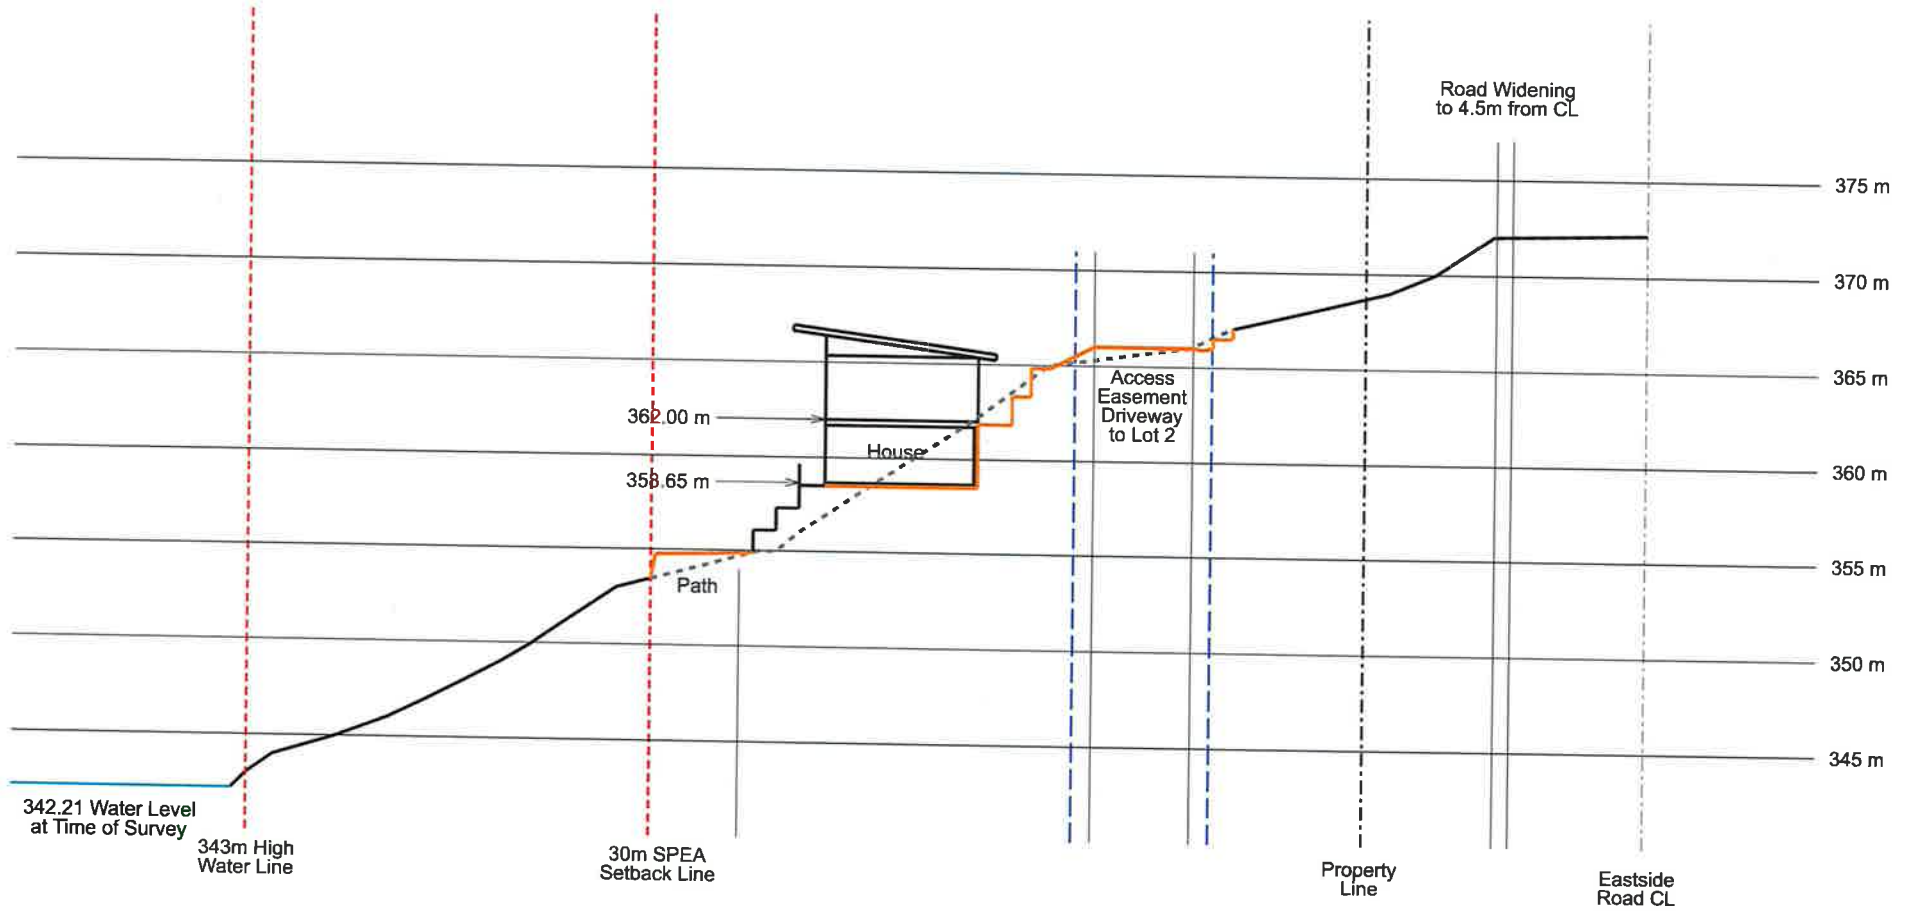 Road Widening
to 4.5m from CL
375 m
370 m
Access
Easement
Driveway
to Lot 2
365 m
362.00 m
House
360 m
358.65 m
355 m
Path
350 m
345 m
342.21 Water Level
at Time of Survey
343m High
Water Line
30m SPEA
Setback Line
Property
Line
Eastside
Road CL